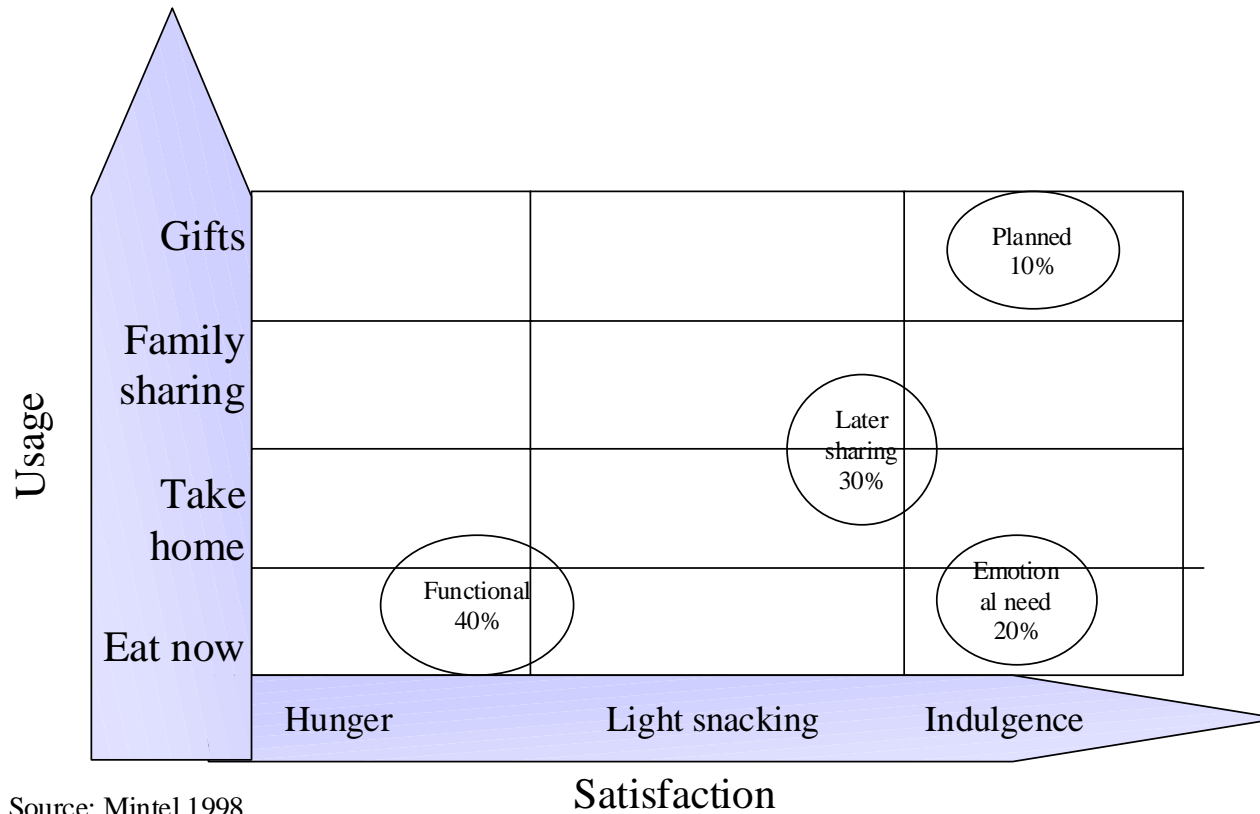 Gifts
Planned
10%
Family
sharing
Later
sharing
30%
Usage
Take
home
Functional
40%
Emotion
al need
20%
Eat now
Hunger
Light snacking
Indulgence
Satisfaction
Source: Mintel 1998